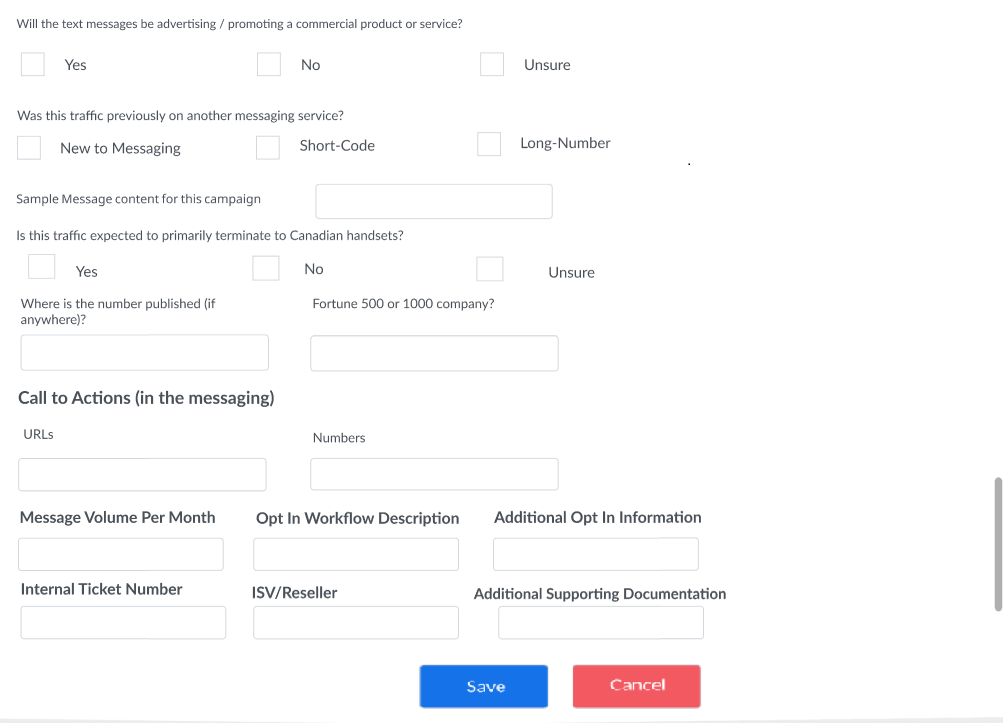 Will the text messages be advertising / promoting a commercial product or service?
Yes No Unsure
Was this traffic previously on another messaging service?
New to Messaging Short-Code Long-Number
Sample Message content for this campaign
Is this traffic expected to primarily terminate to Canadian handsets?
Yes No Unsure
Where is the number published (if
anywhere)?
Fortune 500 or 1000 company?
Call to Actions (in the messaging)
URLs Numbers
Message Volume Per Month Opt In Workflow Description Additional Opt In Information
Internal Ticket Number ISV/Reseller Additional Supporting Documentation
Save Cancel